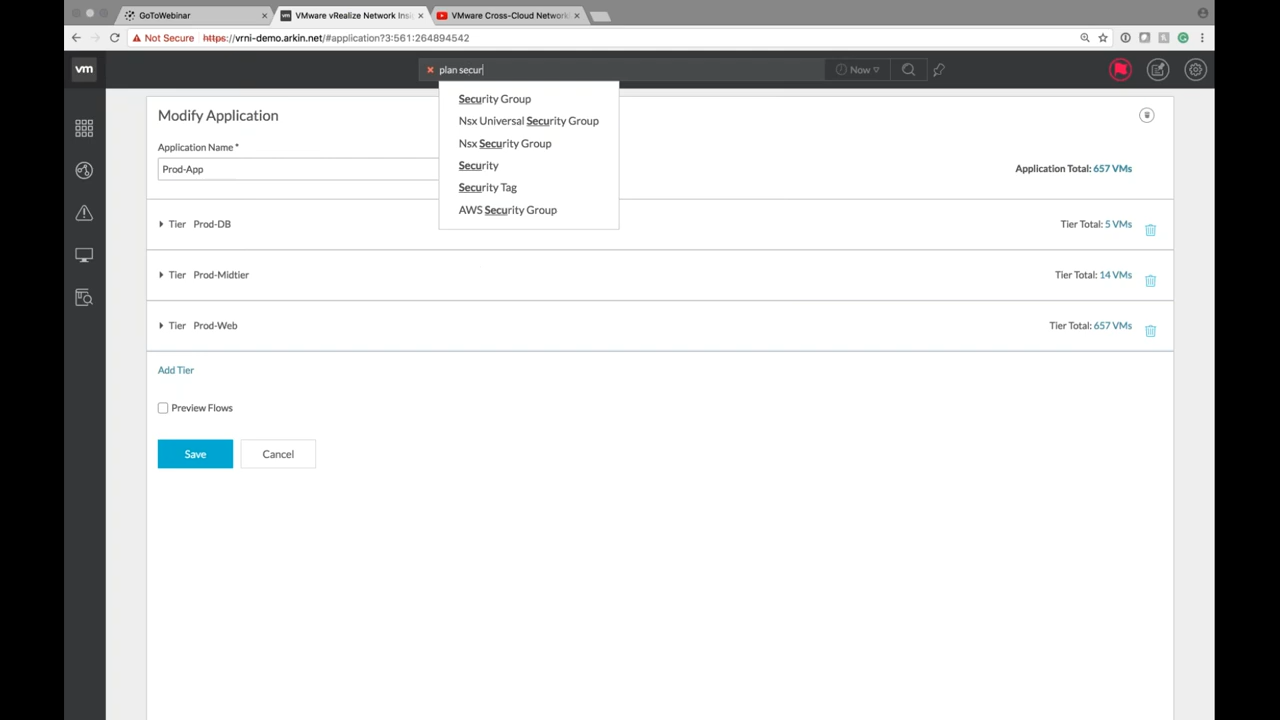 GoToWebinar
VMware vRealize Network Insi
VMware Cross-Cloud Network
Not Secure https://vrni-demo.arkin.net/#application?3:561:264894542
vm
plan secur
Now
Security Group
Nsx Universal Security Group
Nsx Security Group
Security
Security Tag
AWS Security Group
Modify Application
Application Name *
Prod-App
Application Total: 657 VMs
Tier Prod-DB
Tier Total: 5 VMs
Tier Prod-Midtier
Tier Total: 14 VMs
Tier Prod-Web
Tier Total: 657 VMs
Add Tier
Preview Flows
Save
Cancel